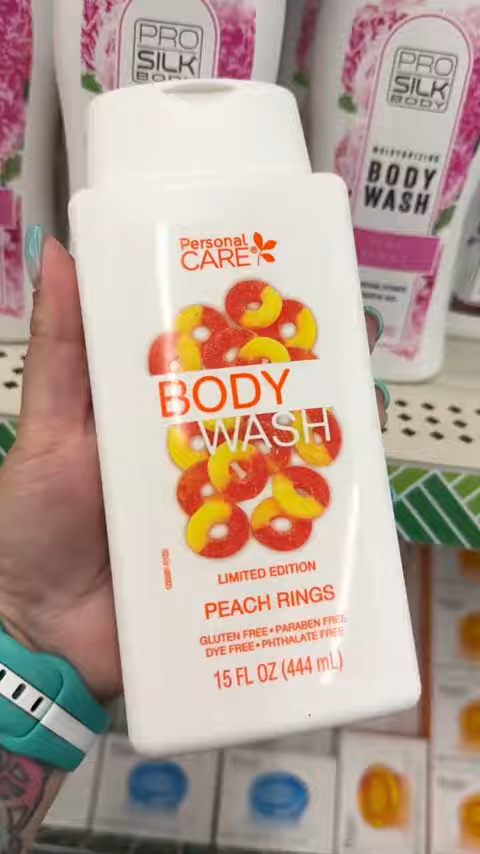 PRO
SILK
BODY
PRO
SILK
BODY
MOISTURIZING
BODY
WASH
Personal
CARE®
BODY
WASH
LIMITED EDITION
PEACH RINGS
GLUTEN FREE • PARABEN FREE
DYE FREE • PHTHALATE FREE
15 FL OZ (444 mL)